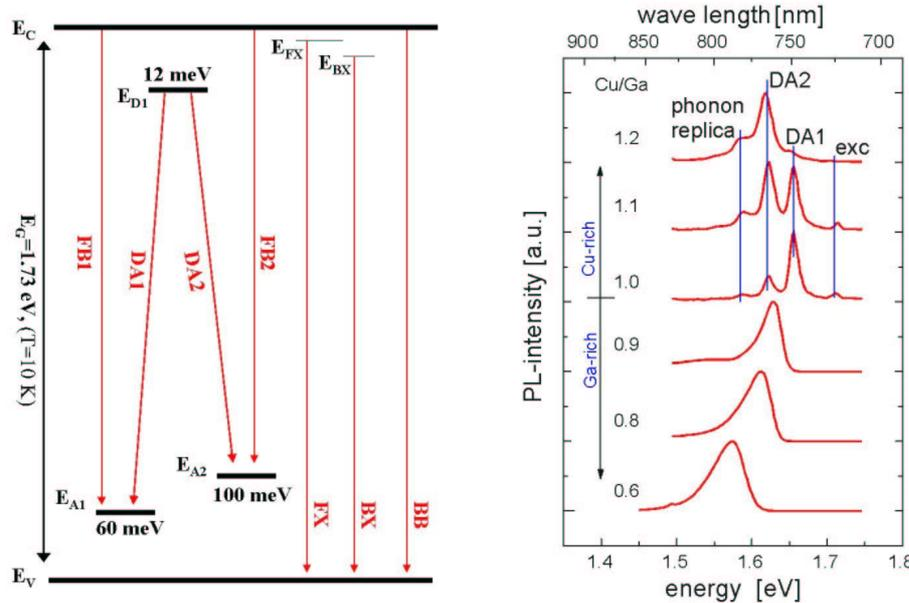 E_C
E_FX
E_BX
12 meV
E_D1
E_G=1.73 eV, (T=10 K)
FB1
DA1
DA2
FB2
E_A2
100 meV
E_A1
60 meV
FX
BX
BB
E_V
wave length [nm]
900 850 800 750 700
Cu/Ga
DA2
phonon
replica
DA1
exc
1.2
1.1
1.0
0.9
0.8
0.6
Cu-rich
Ga-rich
PL-intensity [a.u.]
1.4 1.5 1.6 1.7 1.8
energy [eV]